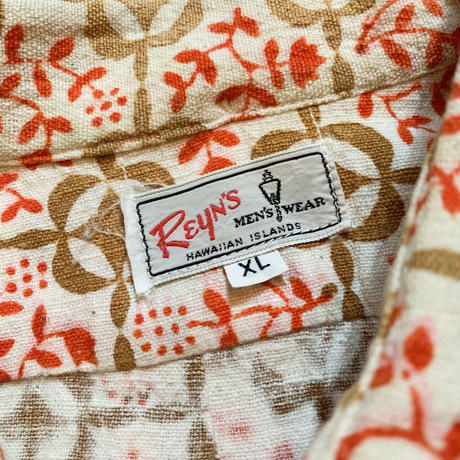 REYN'S
MEN'S WEAR
HAWAIIAN ISLANDS
XL